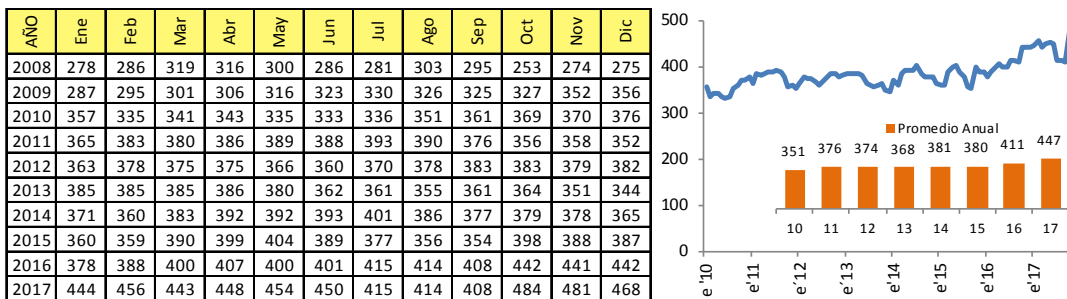 AÑO Ene Feb Mar Abr May Jun Jul Ago Sep Oct Nov Dic
2008 278 286 319 316 300 286 281 303 295 253 274 275
2009 287 295 301 306 316 323 330 326 325 327 352 356
2010 357 335 341 343 335 333 336 351 361 369 370 376
2011 365 383 380 386 389 388 393 390 376 356 358 352
2012 363 378 375 375 366 360 370 378 383 383 379 382
2013 385 385 385 386 380 362 361 355 361 364 351 344
2014 371 360 383 392 392 393 401 386 377 379 378 365
2015 360 359 390 399 404 389 377 356 354 398 388 387
2016 378 388 400 407 400 401 415 414 408 442 441 442
2017 444 456 443 448 454 450 415 414 408 484 481 468
500
400
300
200
100
0
Promedio Anual
351 376 374 368 381 380 411 447
10 11 12 13 14 15 16 17
e '10 e'11 e´12 e´13 e'14 e'15 e'16 e'17